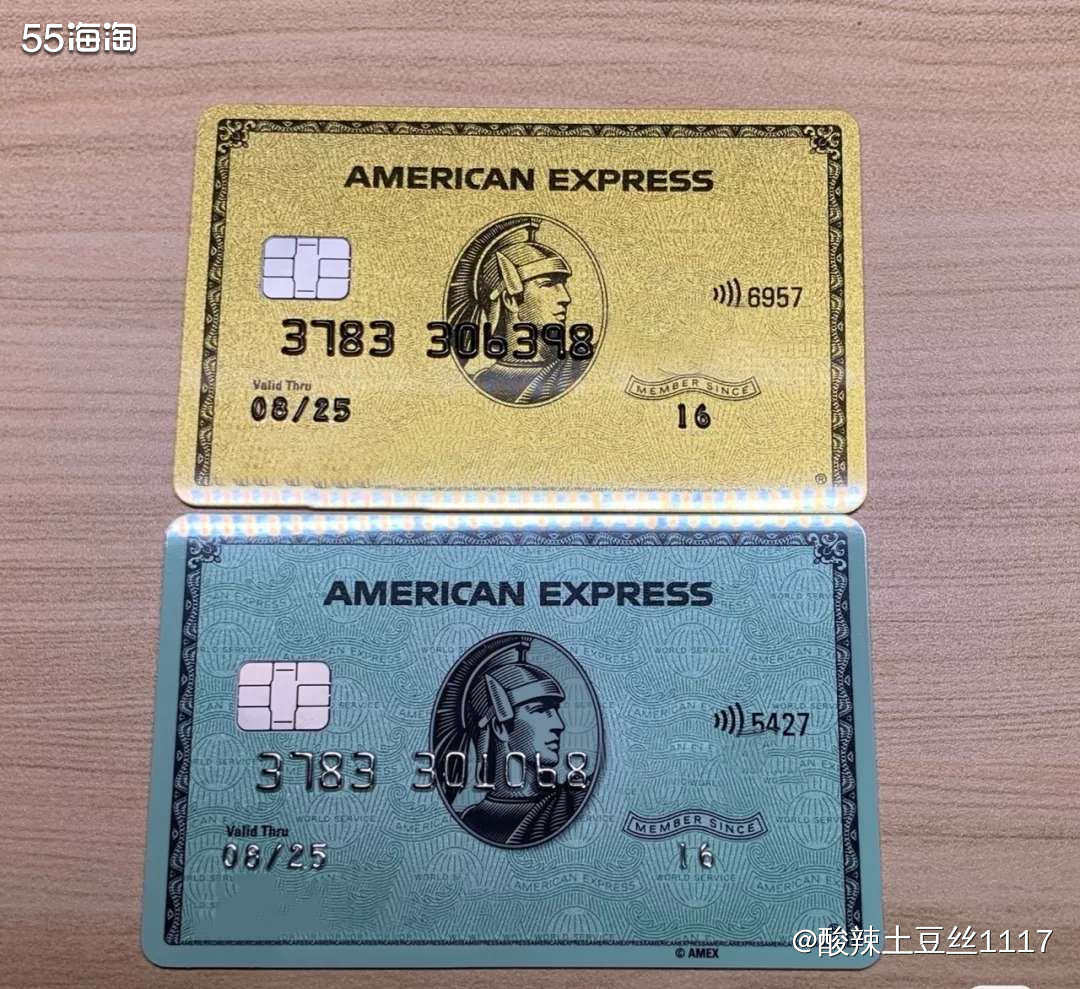 55海淘
AMERICAN EXPRESS
6957
3783 306398
MEMBER SINCE
Valid Thru
08/25
16
®
AMERICAN EXPRESS
5427
3783 301068
MEMBER SINCE
Valid Thru
08/25
16
© AMEX
@酸辣土豆丝1117